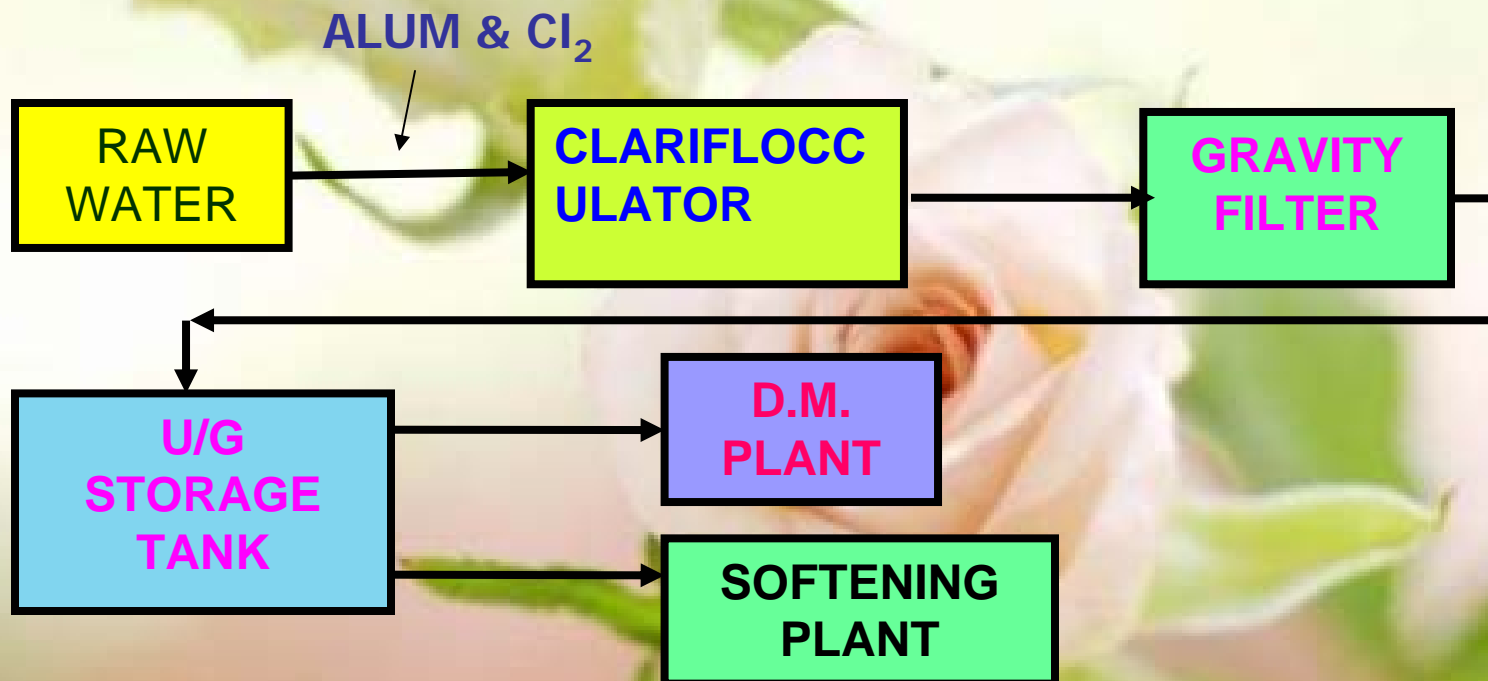 ALUM & Cl₂
RAW
WATER
CLARIFLOCC
ULATOR
GRAVITY
FILTER
U/G
STORAGE
TANK
D.M.
PLANT
SOFTENING
PLANT